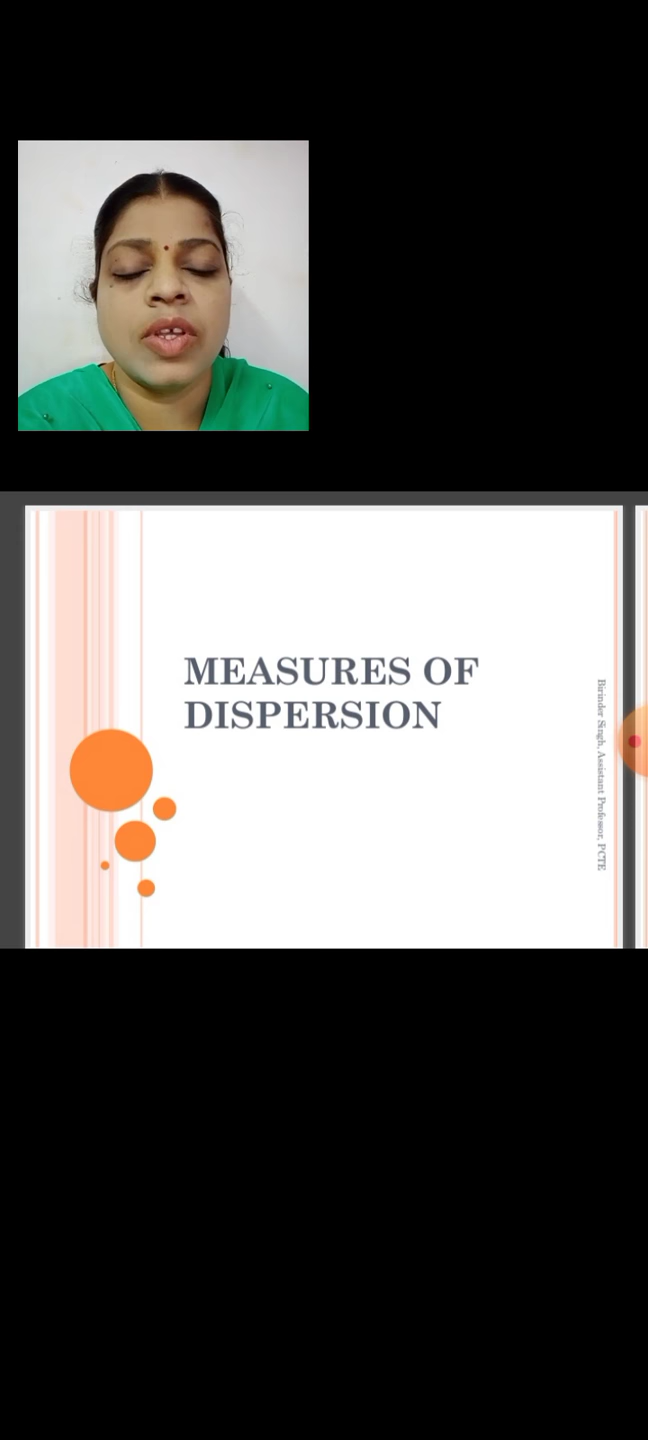 MEASURES OF
DISPERSION
Birinder Singh, Assistant Professor, PCTE